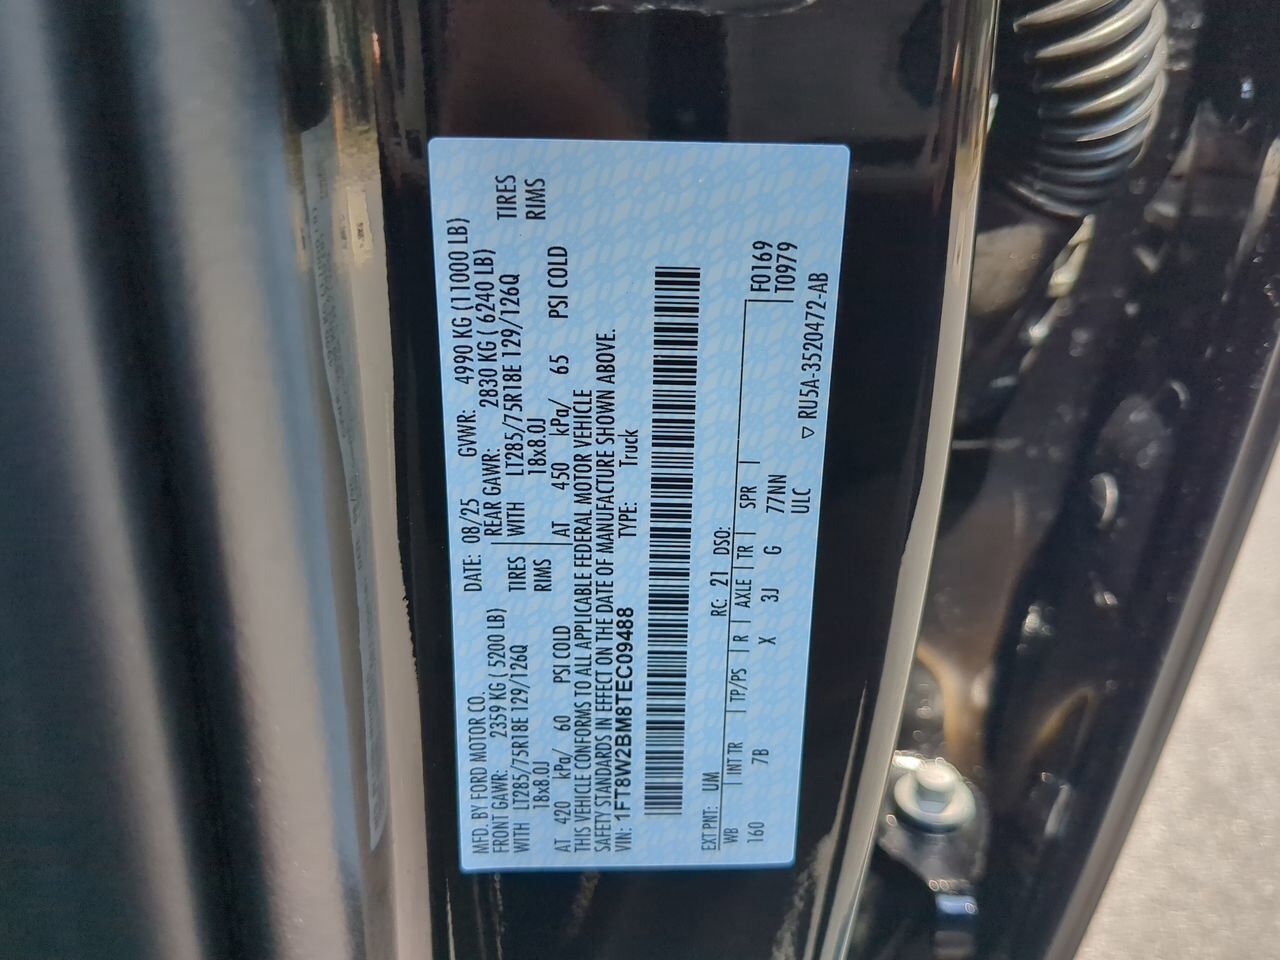 MFD. BY FORD MOTOR CO. DATE: 08/25 GVWR: 4990 KG (11000 LB)
FRONT GAWR: 2359 KG ( 5200 LB) REAR GAWR: 2830 KG ( 6240 LB)
WITH LT285/75R18E 129/126Q TIRES WITH LT285/75R18E 129/126Q TIRES
18x8.0J RIMS 18x8.0J RIMS
AT 420 kPa/ 60 PSI COLD AT 450 kPa/ 65 PSI COLD
THIS VEHICLE CONFORMS TO ALL APPLICABLE FEDERAL MOTOR VEHICLE
SAFETY STANDARDS IN EFFECT ON THE DATE OF MANUFACTURE SHOWN ABOVE.
VIN: 1FT8W2BM8TEC09488 TYPE: Truck
EXT PNT: UM RC: 21 DSO:
WB INT TR TP/PS R AXLE TR SPR F0169
160 7B X 3J G 77NN T0979
ULC ▽ RU5A-3520472-AB